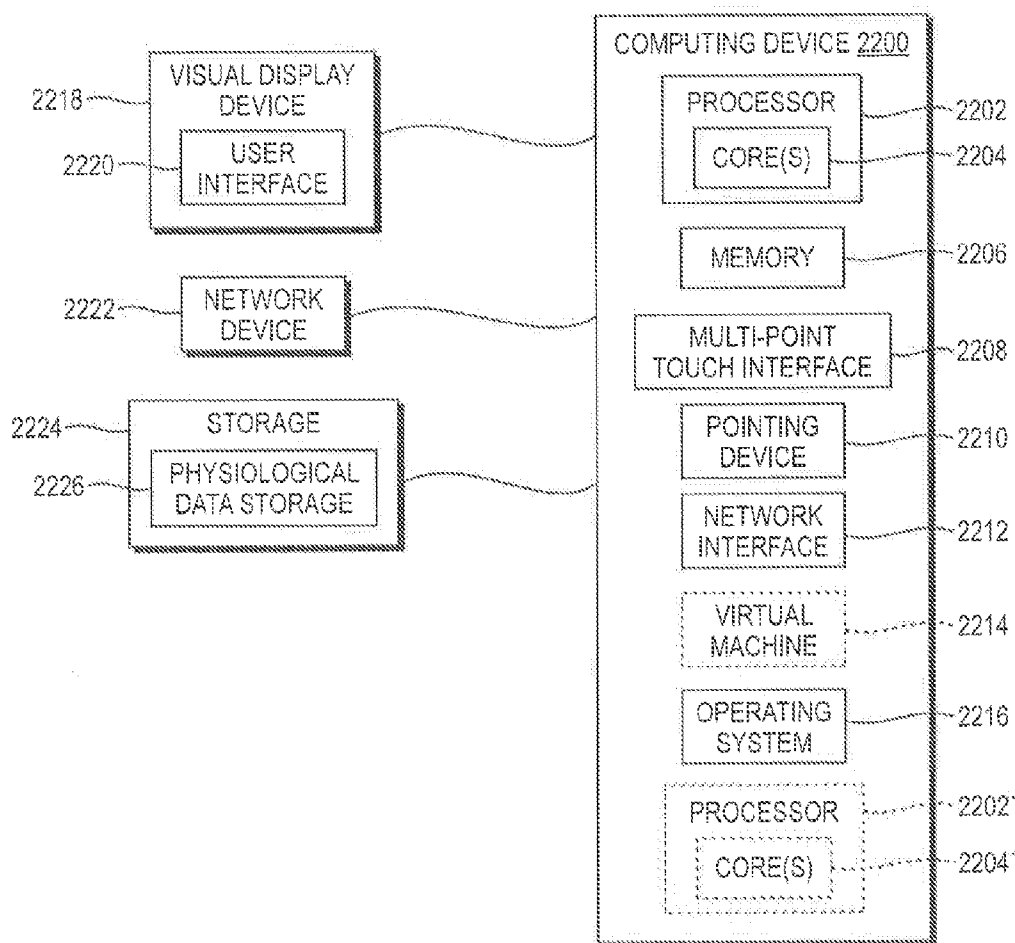 VISUAL DISPLAY
DEVICE
2218
2220
USER
INTERFACE
2222
NETWORK
DEVICE
2224
STORAGE
2226
PHYSIOLOGICAL
DATA STORAGE
COMPUTING DEVICE 2200
PROCESSOR
2202
CORE(S)
2204
MEMORY
2206
MULTI-POINT
TOUCH INTERFACE
2208
POINTING
DEVICE
2210
NETWORK
INTERFACE
2212
VIRTUAL
MACHINE
2214
OPERATING
SYSTEM
2216
PROCESSOR
2202'
CORE(S)
2204'